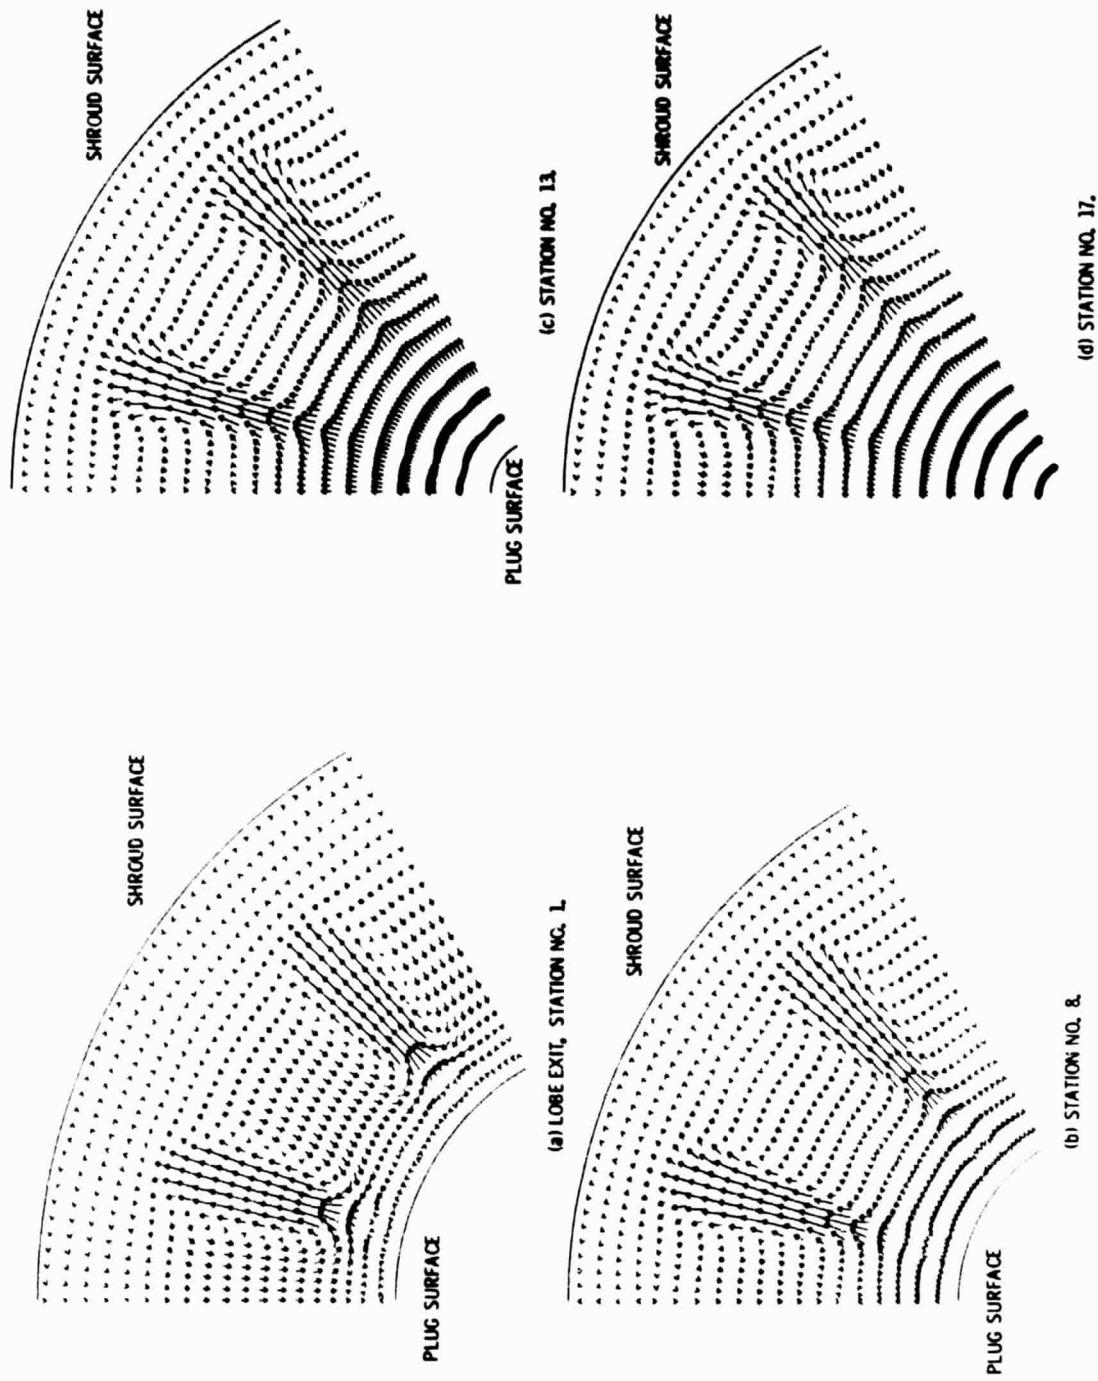 SHROUD SURFACE
PLUG SURFACE
(a) LOBE EXIT, STATION NO. 1.
SHROUD SURFACE
PLUG SURFACE
(b) STATION NO. 8.
SHROUD SURFACE
PLUG SURFACE
(c) STATION NO. 13.
SHROUD SURFACE
(d) STATION NO. 17.